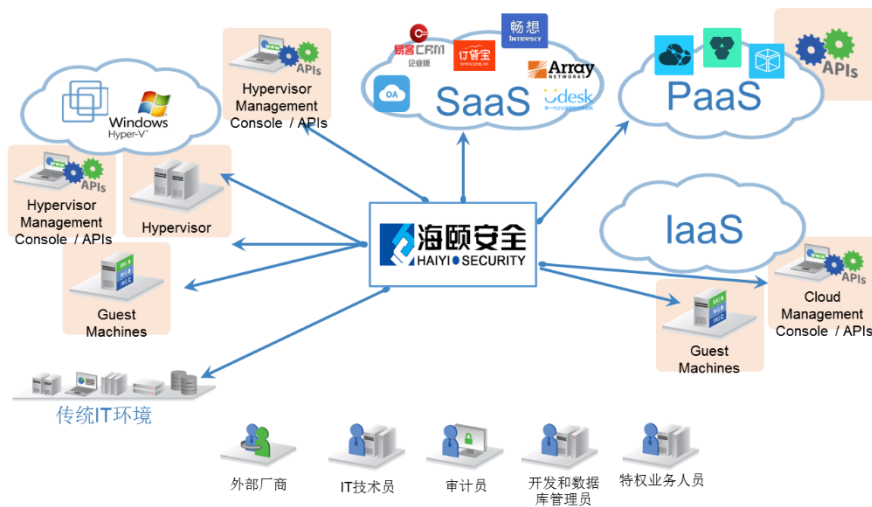 APIs
Hypervisor
Management
Console / APIs
Windows
Hyper-V
APIs
Hypervisor
Management
Console / APIs
Hypervisor
Guest
Machines
易客CRM
企业版
订货宝
畅想
OA
SaaS
Array
NETWORKS
Udesk
PaaS
APIs
海颐安全
HAIYI SECURITY
IaaS
APIs
Cloud
Management
Console / APIs
Guest
Machines
传统IT环境
外部厂商
IT技术员
审计员
开发和数据
库管理员
特权业务人员